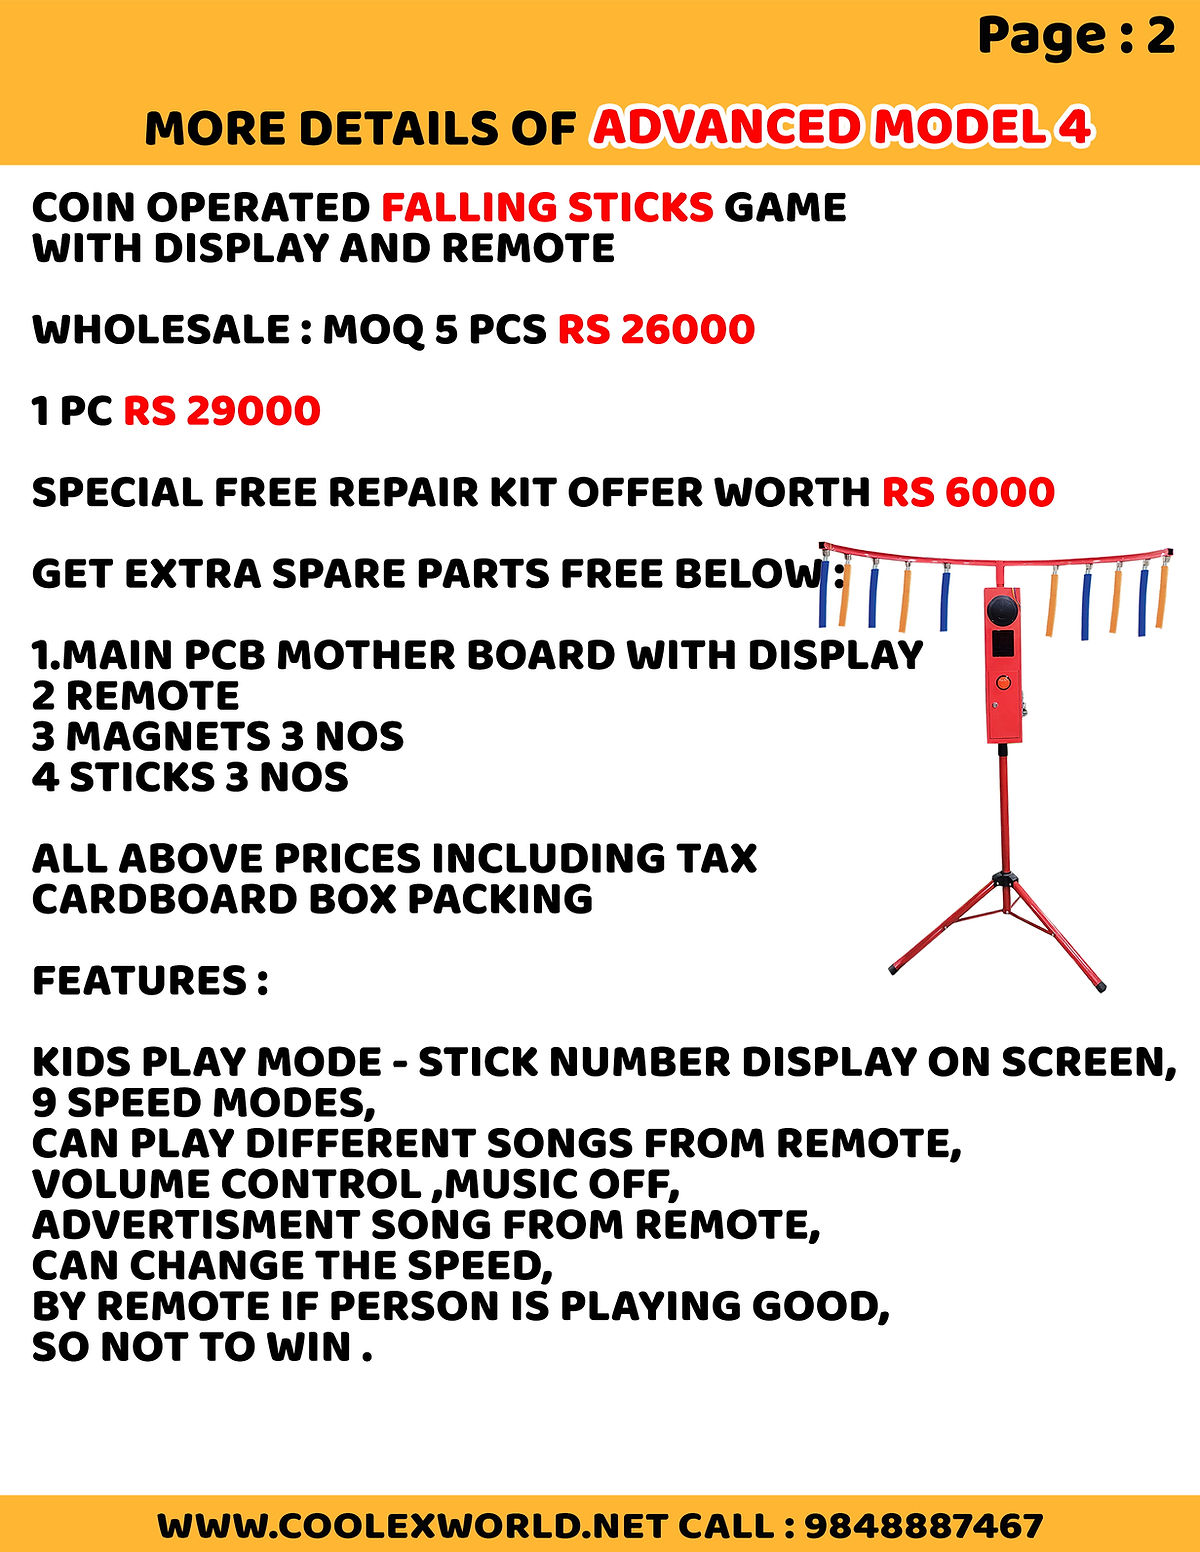 Page : 2
MORE DETAILS OF ADVANCED MODEL 4
COIN OPERATED FALLING STICKS GAME
WITH DISPLAY AND REMOTE
WHOLESALE : MOQ 5 PCS RS 26000
1 PC RS 29000
SPECIAL FREE REPAIR KIT OFFER WORTH RS 6000
GET EXTRA SPARE PARTS FREE BELOW :
1.MAIN PCB MOTHER BOARD WITH DISPLAY
2 REMOTE
3 MAGNETS 3 NOS
4 STICKS 3 NOS
ALL ABOVE PRICES INCLUDING TAX
CARDBOARD BOX PACKING
FEATURES :
KIDS PLAY MODE - STICK NUMBER DISPLAY ON SCREEN,
9 SPEED MODES,
CAN PLAY DIFFERENT SONGS FROM REMOTE,
VOLUME CONTROL ,MUSIC OFF,
ADVERTISMENT SONG FROM REMOTE,
CAN CHANGE THE SPEED,
BY REMOTE IF PERSON IS PLAYING GOOD,
SO NOT TO WIN .
WWW.COOLEXWORLD.NET CALL : 9848887467